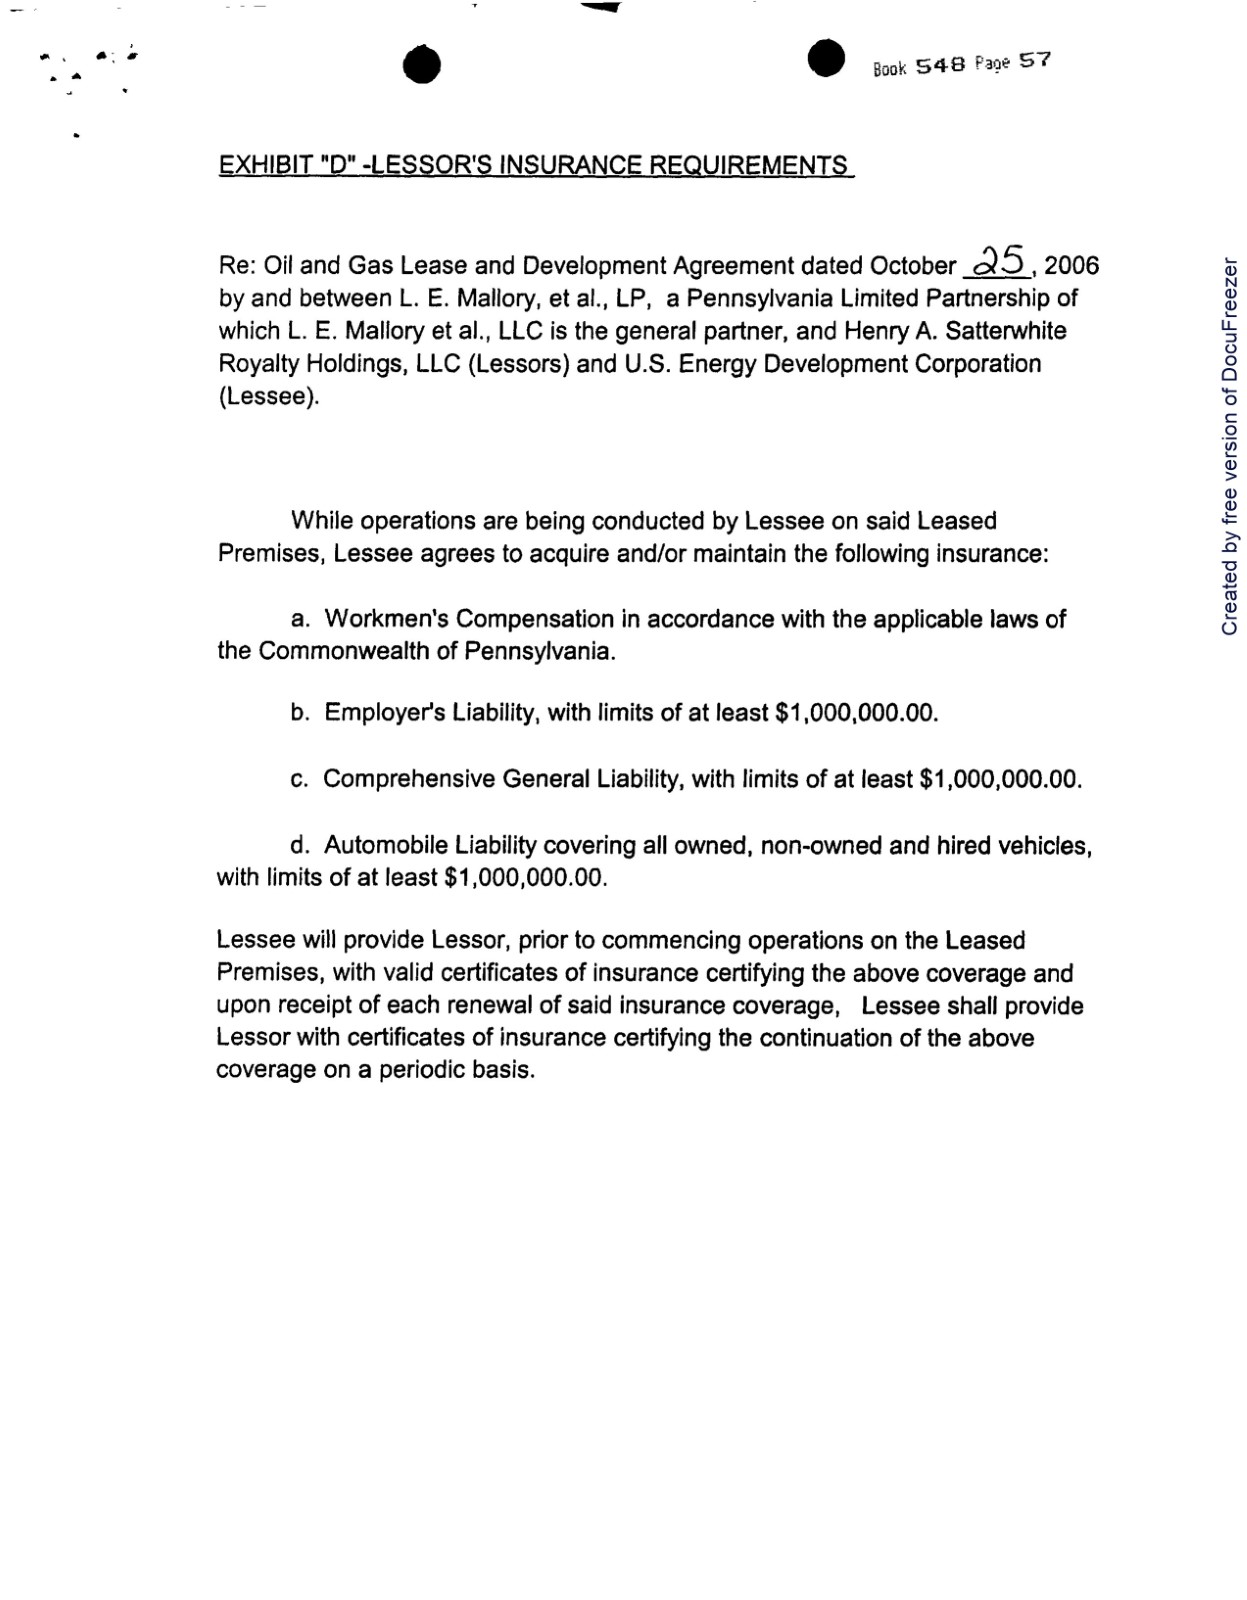 Book 548 Page 57
EXHIBIT "D" -LESSOR'S INSURANCE REQUIREMENTS
Re: Oil and Gas Lease and Development Agreement dated October 25, 2006
by and between L. E. Mallory, et al., LP, a Pennsylvania Limited Partnership of
which L. E. Mallory et al., LLC is the general partner, and Henry A. Satterwhite
Royalty Holdings, LLC (Lessors) and U.S. Energy Development Corporation
(Lessee).
While operations are being conducted by Lessee on said Leased
Premises, Lessee agrees to acquire and/or maintain the following insurance:
a. Workmen's Compensation in accordance with the applicable laws of
the Commonwealth of Pennsylvania.
b. Employer's Liability, with limits of at least $1,000,000.00.
c. Comprehensive General Liability, with limits of at least $1,000,000.00.
d. Automobile Liability covering all owned, non-owned and hired vehicles,
with limits of at least $1,000,000.00.
Lessee will provide Lessor, prior to commencing operations on the Leased
Premises, with valid certificates of insurance certifying the above coverage and
upon receipt of each renewal of said insurance coverage, Lessee shall provide
Lessor with certificates of insurance certifying the continuation of the above
coverage on a periodic basis.
Created by free version of DocuFreezer